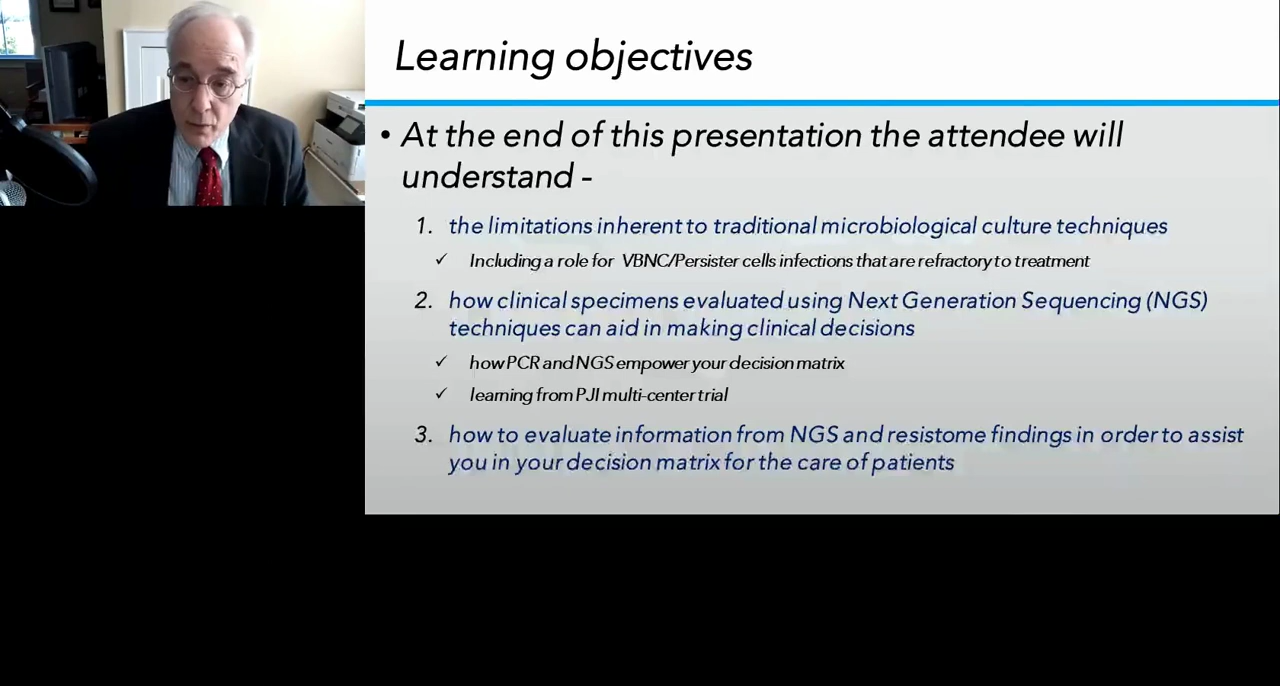 Learning objectives
• At the end of this presentation the attendee will
understand -
1. the limitations inherent to traditional microbiological culture techniques
✓ Including a role for VBNC/Persister cells infections that are refractory to treatment
2. how clinical specimens evaluated using Next Generation Sequencing (NGS)
techniques can aid in making clinical decisions
✓ how PCR and NGS empower your decision matrix
✓ learning from PJI multi-center trial
3. how to evaluate information from NGS and resistome findings in order to assist
you in your decision matrix for the care of patients